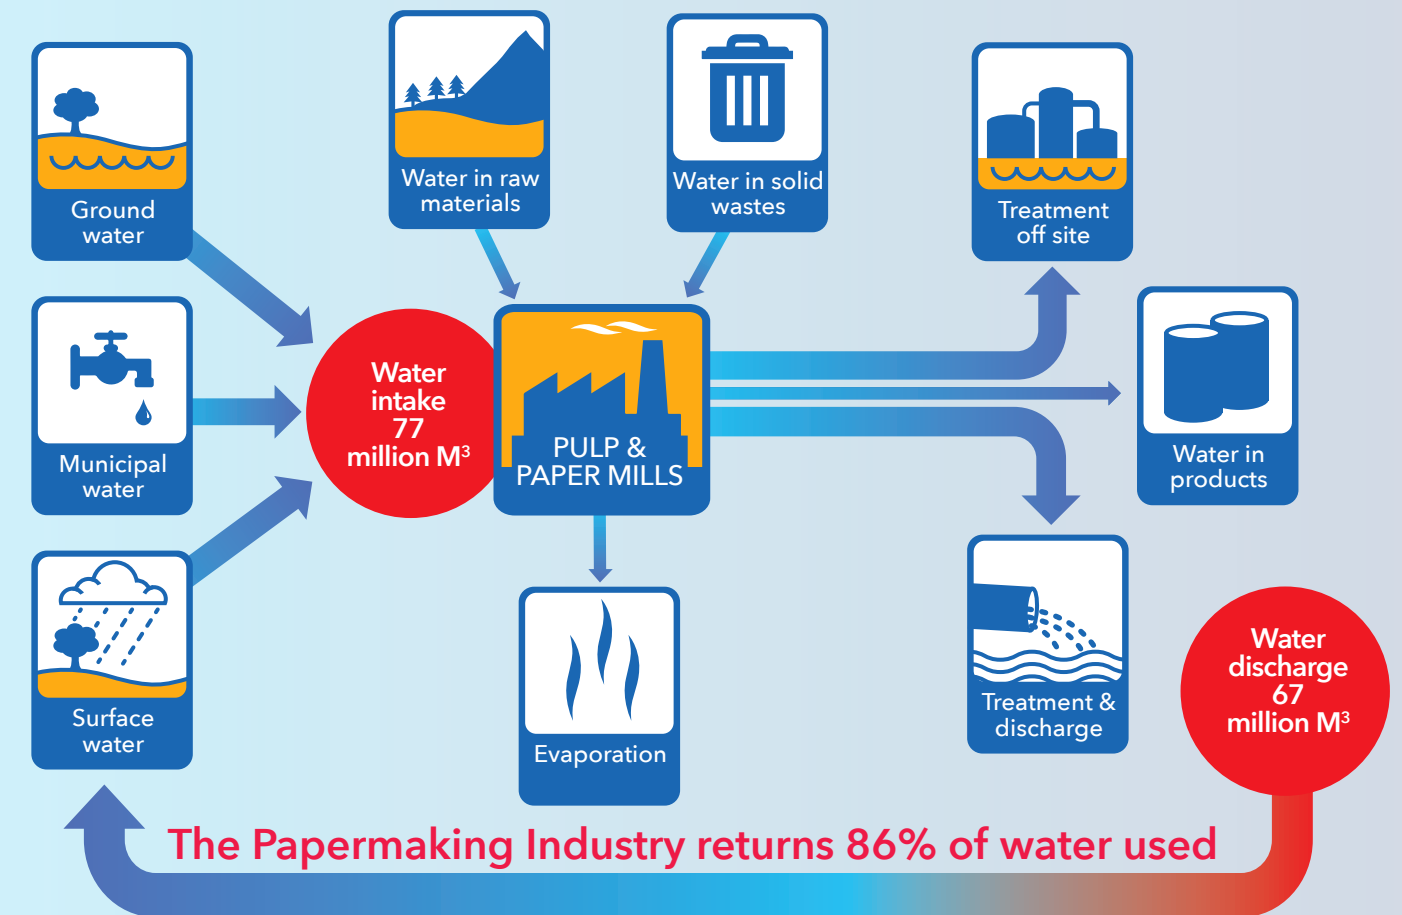 Ground
water
Water in raw
materials
Water in solid
wastes
Treatment
off site
Municipal
water
Water
intake
77
million M³
PULP &
PAPER MILLS
Water in
products
Surface
water
Evaporation
Treatment &
discharge
Water
discharge
67
million M³
The Papermaking Industry returns 86% of water used